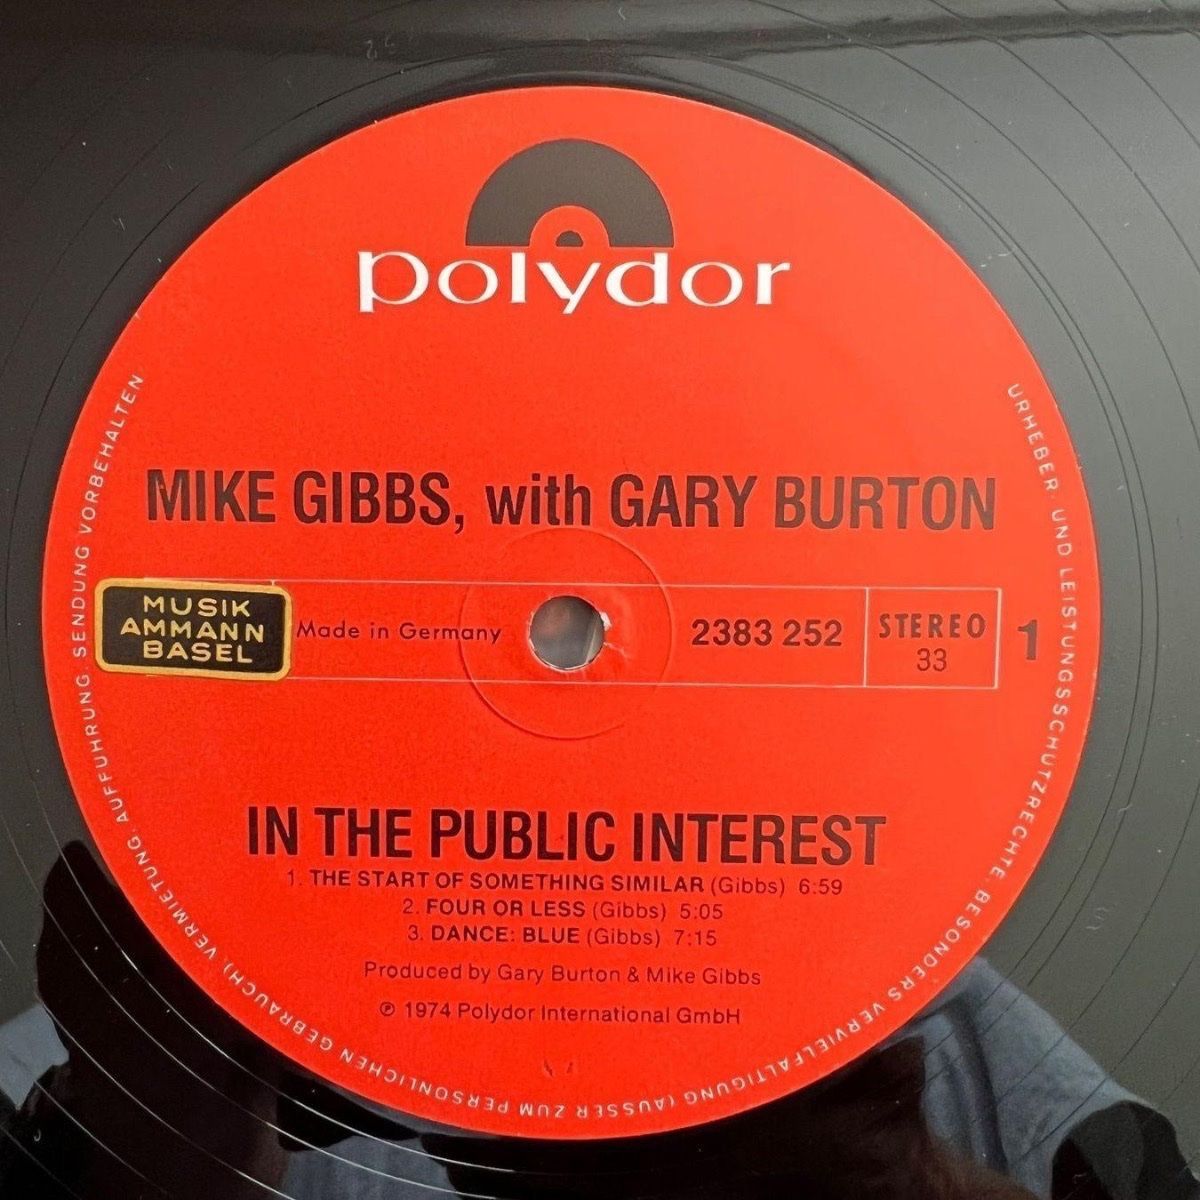 polydor
MIKE GIBBS, with GARY BURTON
MUSIK
AMMANN
BASEL
Made in Germany
2383 252
STEREO
33
1
IN THE PUBLIC INTEREST
1. THE START OF SOMETHING SIMILAR (Gibbs) 6:59
2. FOUR OR LESS (Gibbs) 5:05
3. DANCE: BLUE (Gibbs) 7:15
Produced by Gary Burton & Mike Gibbs
℗ 1974 Polydor International GmbH
URHEBER- UND LEISTUNGSSCHUTZRECHTE, BESONDERS VERVIELFÄLTIGUNG (AUSSER ZUM PERSÖNLICHEN GEBRAUCH), VERMIETUNG, AUFFÜHRUNG, SENDUNG VORBEHALTEN